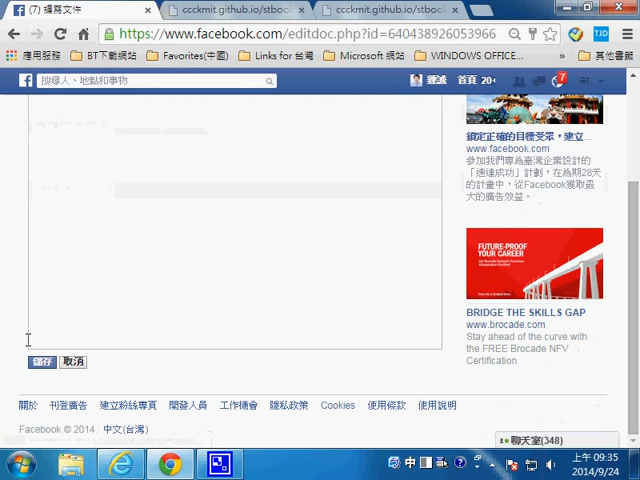 (7) 編寫文件
ccckmit.github.io/stbook
ccckmit.github.io/stbook
https://www.facebook.com/editdoc.php?id=640438926053966
應用服務
BT下載網站
Favorites(中國)
Links for 台灣
Microsoft 網站
WINDOWS OFFICE...
其他書籤
搜尋人、地點和事物
鍾誠
首頁 20+
7
鎖定正確的目標受眾，建立...
www.facebook.com
參加我們專為臺灣企業設計的
「速達成功」計劃，在為期28天
的計畫中，從Facebook獲取最
大的廣告效益。
FUTURE-PROOF
YOUR CAREER
BRIDGE THE SKILLS GAP
www.brocade.com
Stay ahead of the curve with
the FREE Brocade NFV
Certification
儲存
取消
關於
刊登廣告
建立粉絲專頁
開發人員
工作機會
隱私政策
Cookies
使用條款
使用說明
Facebook © 2014 · 中文(台灣)
聊天室(348)
中
上午 09:35
2014/9/24